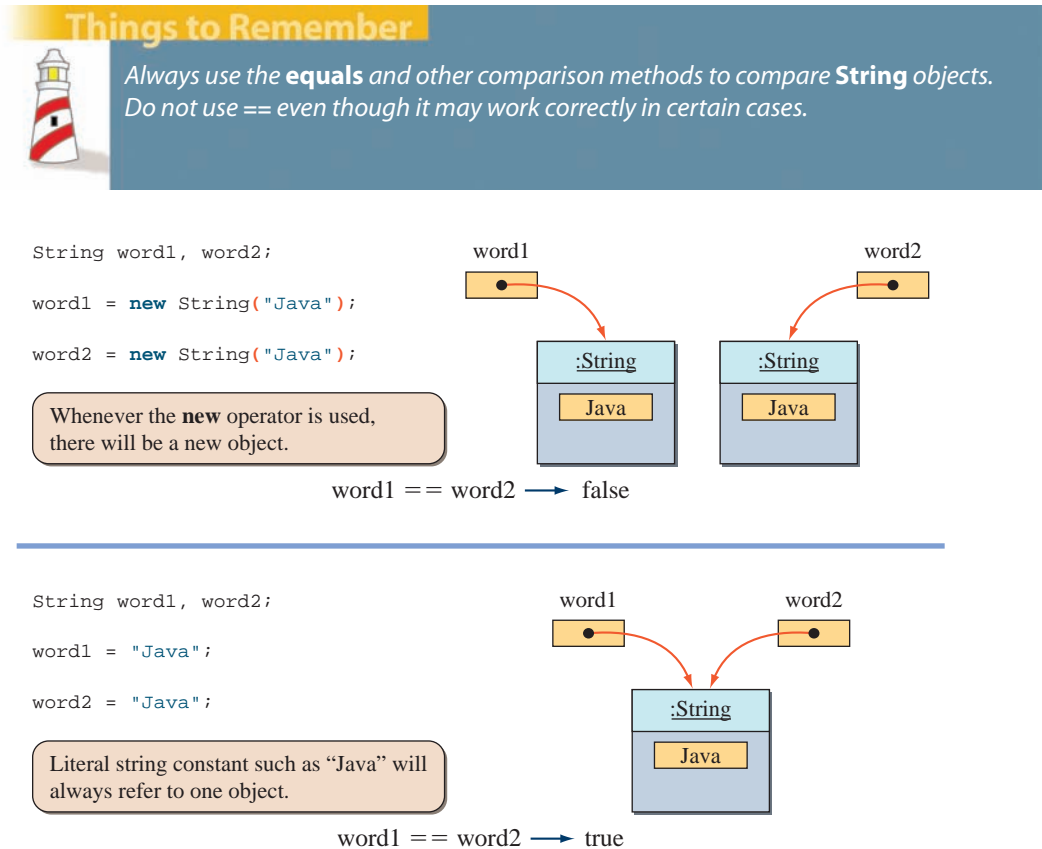 Things to Remember
Always use the equals and other comparison methods to compare String objects.
Do not use == even though it may work correctly in certain cases.
String word1, word2;
word1 = new String("Java");
word2 = new String("Java");
Whenever the new operator is used,
there will be a new object.
word1
word2
:String
:String
Java
Java
word1 == word2 → false
String word1, word2;
word1 = "Java";
word2 = "Java";
Literal string constant such as “Java” will
always refer to one object.
word1
word2
:String
Java
word1 == word2 → true